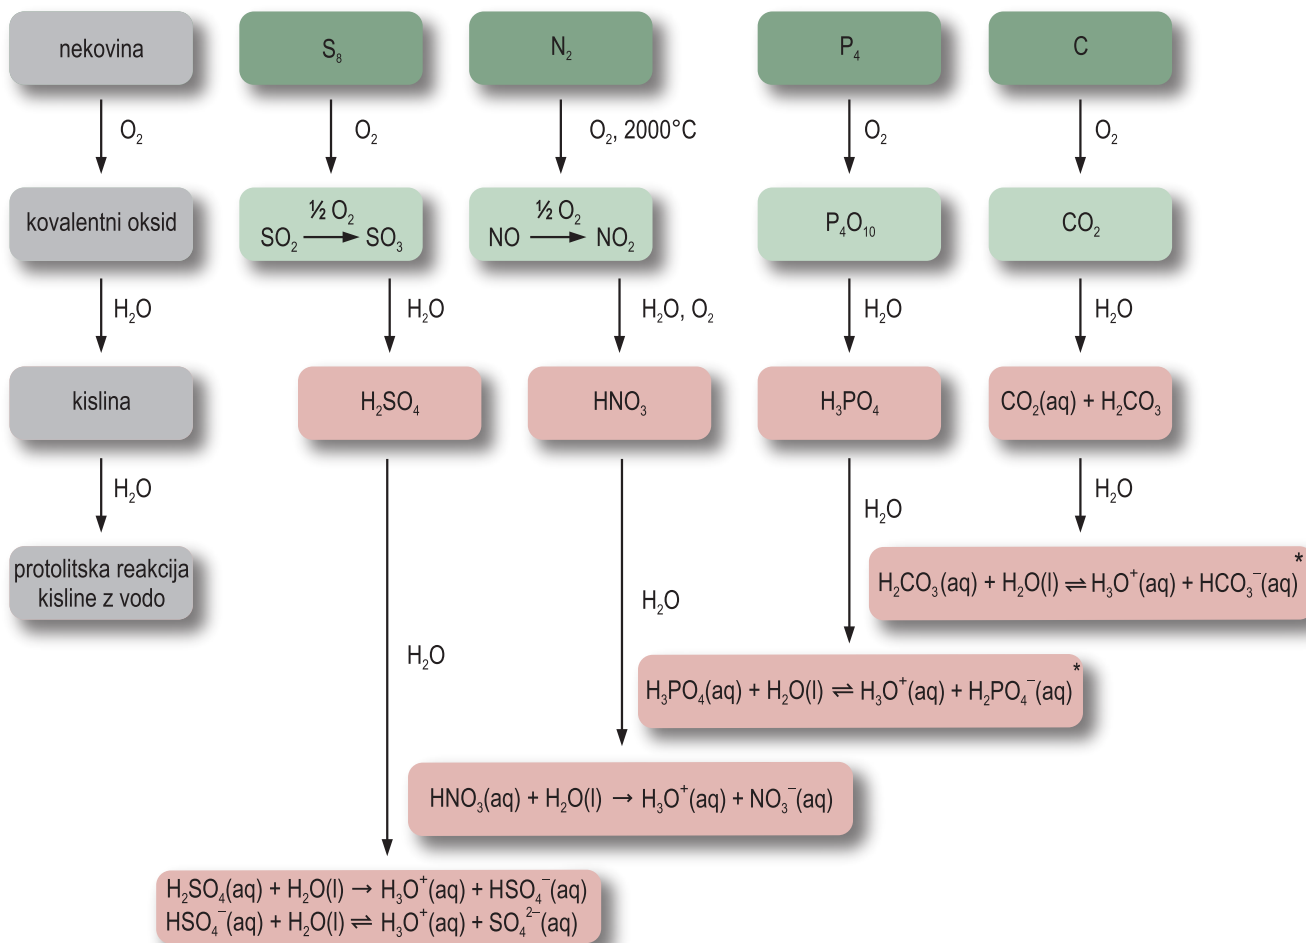 nekovina
S₈
N₂
P₄
C
O₂
O₂
O₂, 2000°C
O₂
O₂
kovalentni oksid
½ O₂
SO₂ → SO₃
½ O₂
NO → NO₂
P₄O₁₀
CO₂
H₂O
H₂O
H₂O, O₂
H₂O
H₂O
kislina
H₂SO₄
HNO₃
H₃PO₄
CO₂(aq) + H₂CO₃
H₂O
H₂O
H₂O
H₂O
H₂O
protolitska reakcija
kisline z vodo
H₂CO₃(aq) + H₂O(l) ⇌ H₃O⁺(aq) + HCO₃⁻(aq)*
H₃PO₄(aq) + H₂O(l) ⇌ H₃O⁺(aq) + H₂PO₄⁻(aq)*
HNO₃(aq) + H₂O(l) → H₃O⁺(aq) + NO₃⁻(aq)
H₂SO₄(aq) + H₂O(l) → H₃O⁺(aq) + HSO₄⁻(aq)
HSO₄⁻(aq) + H₂O(l) ⇌ H₃O⁺(aq) + SO₄²⁻(aq)